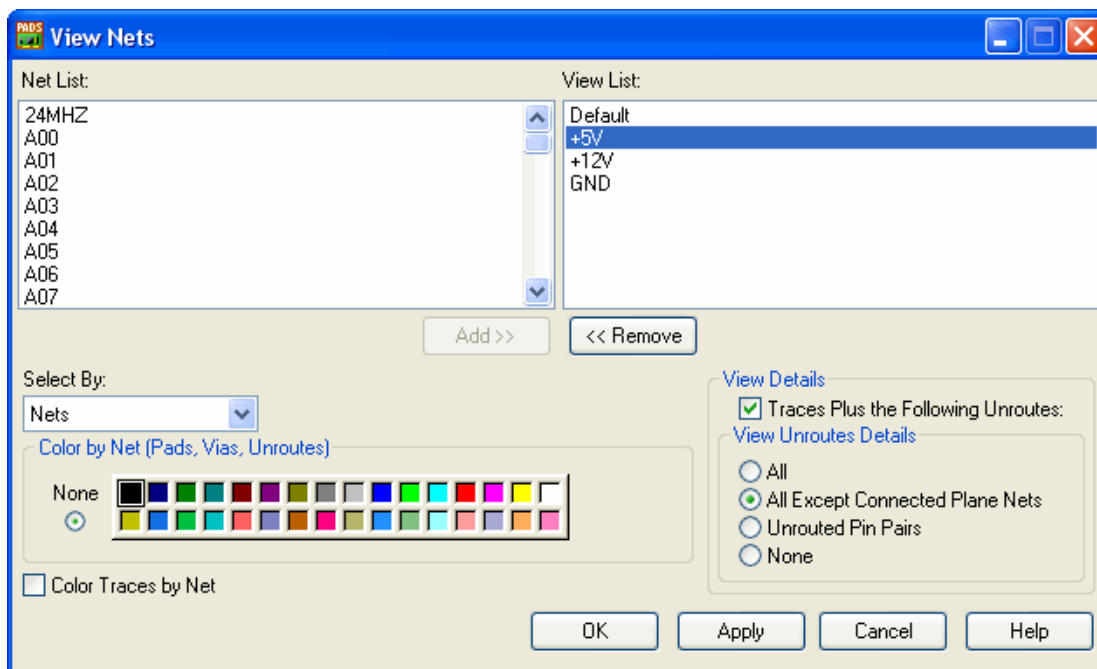 PADS
View Nets
Net List:
24MHZ
A00
A01
A02
A03
A04
A05
A06
A07
View List:
Default
+5V
+12V
GND
Add >>
<< Remove
Select By:
Nets
Color by Net (Pads, Vias, Unroutes)
None
Color Traces by Net
View Details
Traces Plus the Following Unroutes:
View Unroutes Details
All
All Except Connected Plane Nets
Unrouted Pin Pairs
None
OK
Apply
Cancel
Help